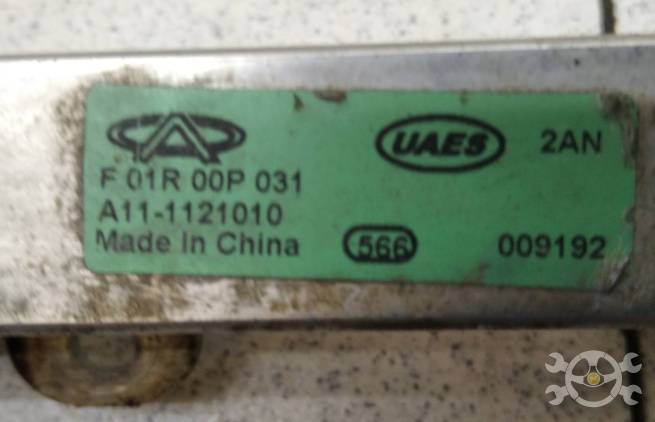 UAES 2AN
F 01R 00P 031
A11-1121010
Made In China 566 009192